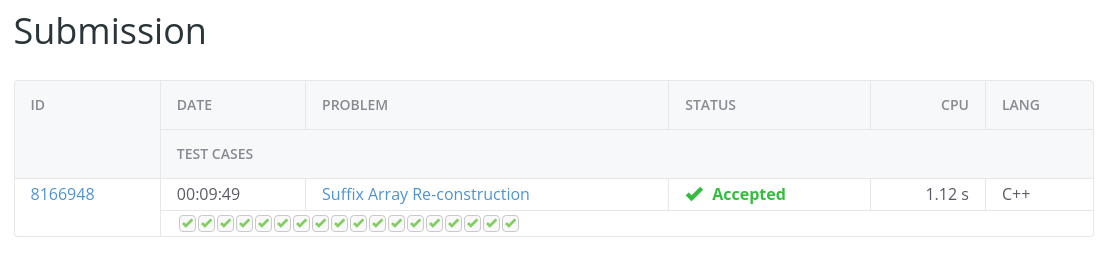 Submission
ID DATE PROBLEM STATUS CPU LANG
TEST CASES
8166948 00:09:49 Suffix Array Re-construction Accepted 1.12 s C++